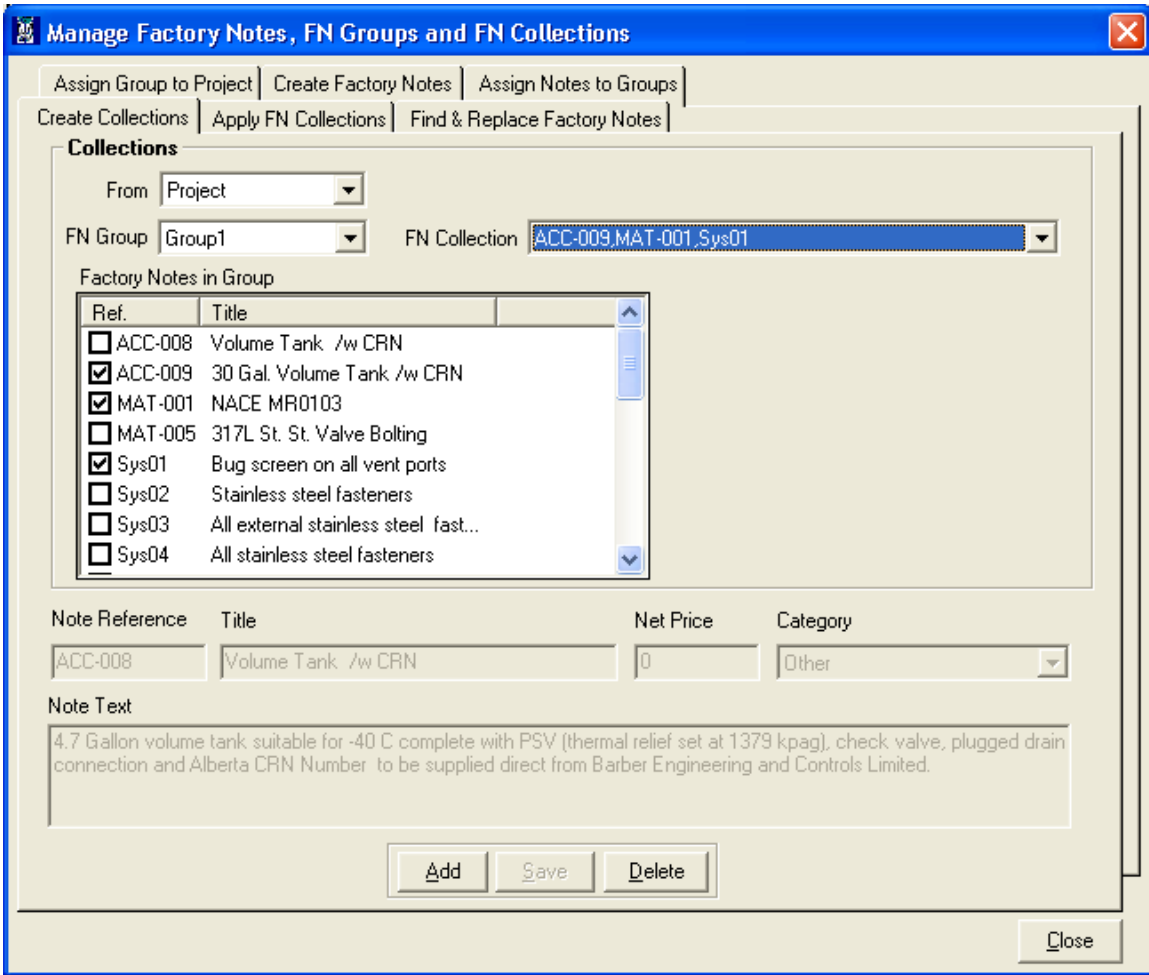 Manage Factory Notes, FN Groups and FN Collections
Assign Group to Project Create Factory Notes Assign Notes to Groups
Create Collections Apply FN Collections Find & Replace Factory Notes
Collections
From Project
FN Group Group1 FN Collection ACC-009,MAT-001,Sys01
Factory Notes in Group
Ref. Title
ACC-008 Volume Tank /w CRN
ACC-009 30 Gal. Volume Tank /w CRN
MAT-001 NACE MR0103
MAT-005 317L St. St. Valve Bolting
Sys01 Bug screen on all vent ports
Sys02 Stainless steel fasteners
Sys03 All external stainless steel fast...
Sys04 All stainless steel fasteners
Note Reference Title Net Price Category
ACC-008 Volume Tank /w CRN 0 Other
Note Text
4.7 Gallon volume tank suitable for -40 C complete with PSV (thermal relief set at 1379 kpag), check valve, plugged drain
connection and Alberta CRN Number to be supplied direct from Barber Engineering and Controls Limited.
Add Save Delete
Close